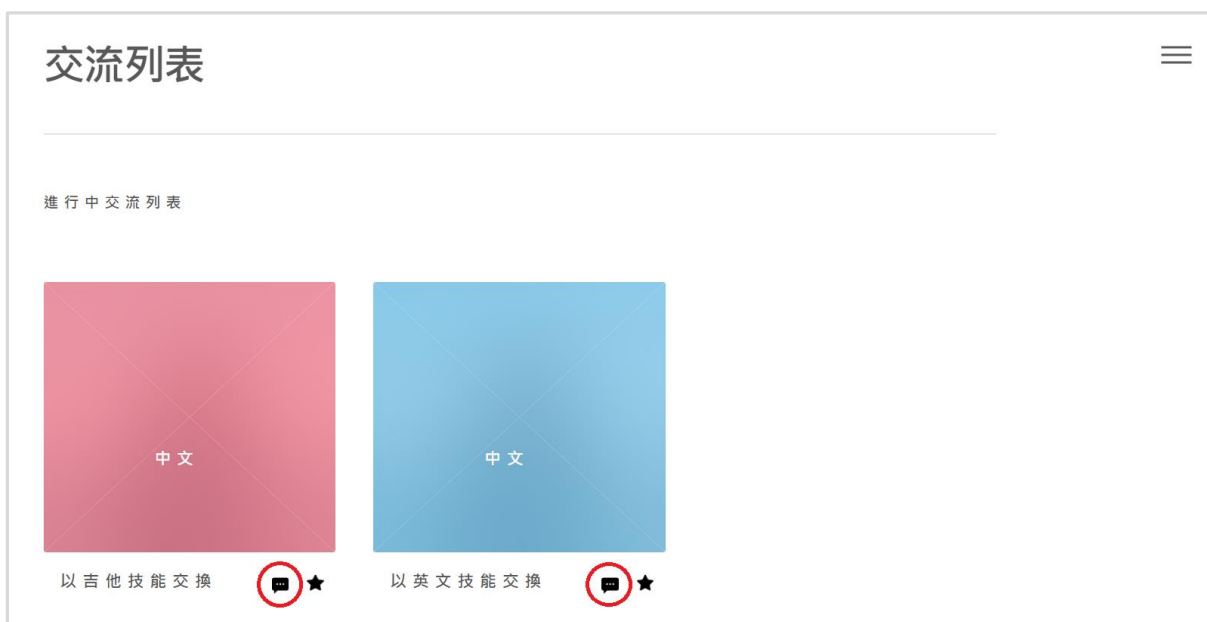 交流列表
進行中交流列表
中文
中文
以吉他技能交換
以英文技能交換